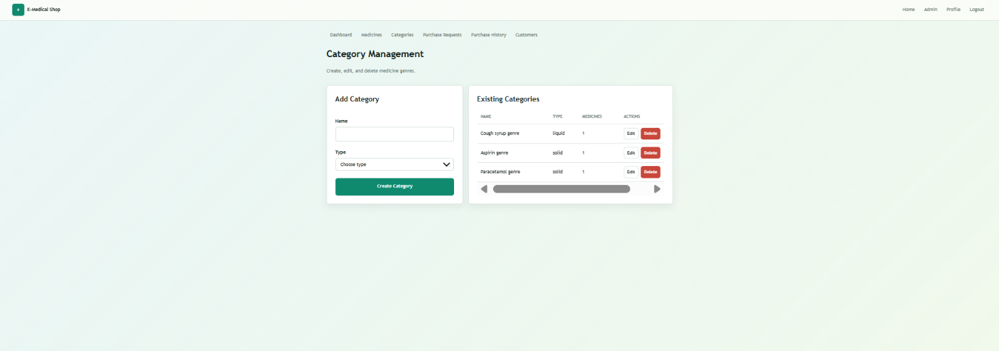 E-Medical Shop
Home Admin Profile Logout
Dashboard Medicines Categories Purchase Requests Purchase History Customers
Category Management
Create, edit, and delete medicine genres.
Add Category
Name
Type
Choose type
Create Category
Existing Categories
NAME TYPE MEDICINES ACTIONS
Cough syrup genre liquid 1 Edit Delete
Aspirin genre solid 1 Edit Delete
Paracetamol genre solid 1 Edit Delete